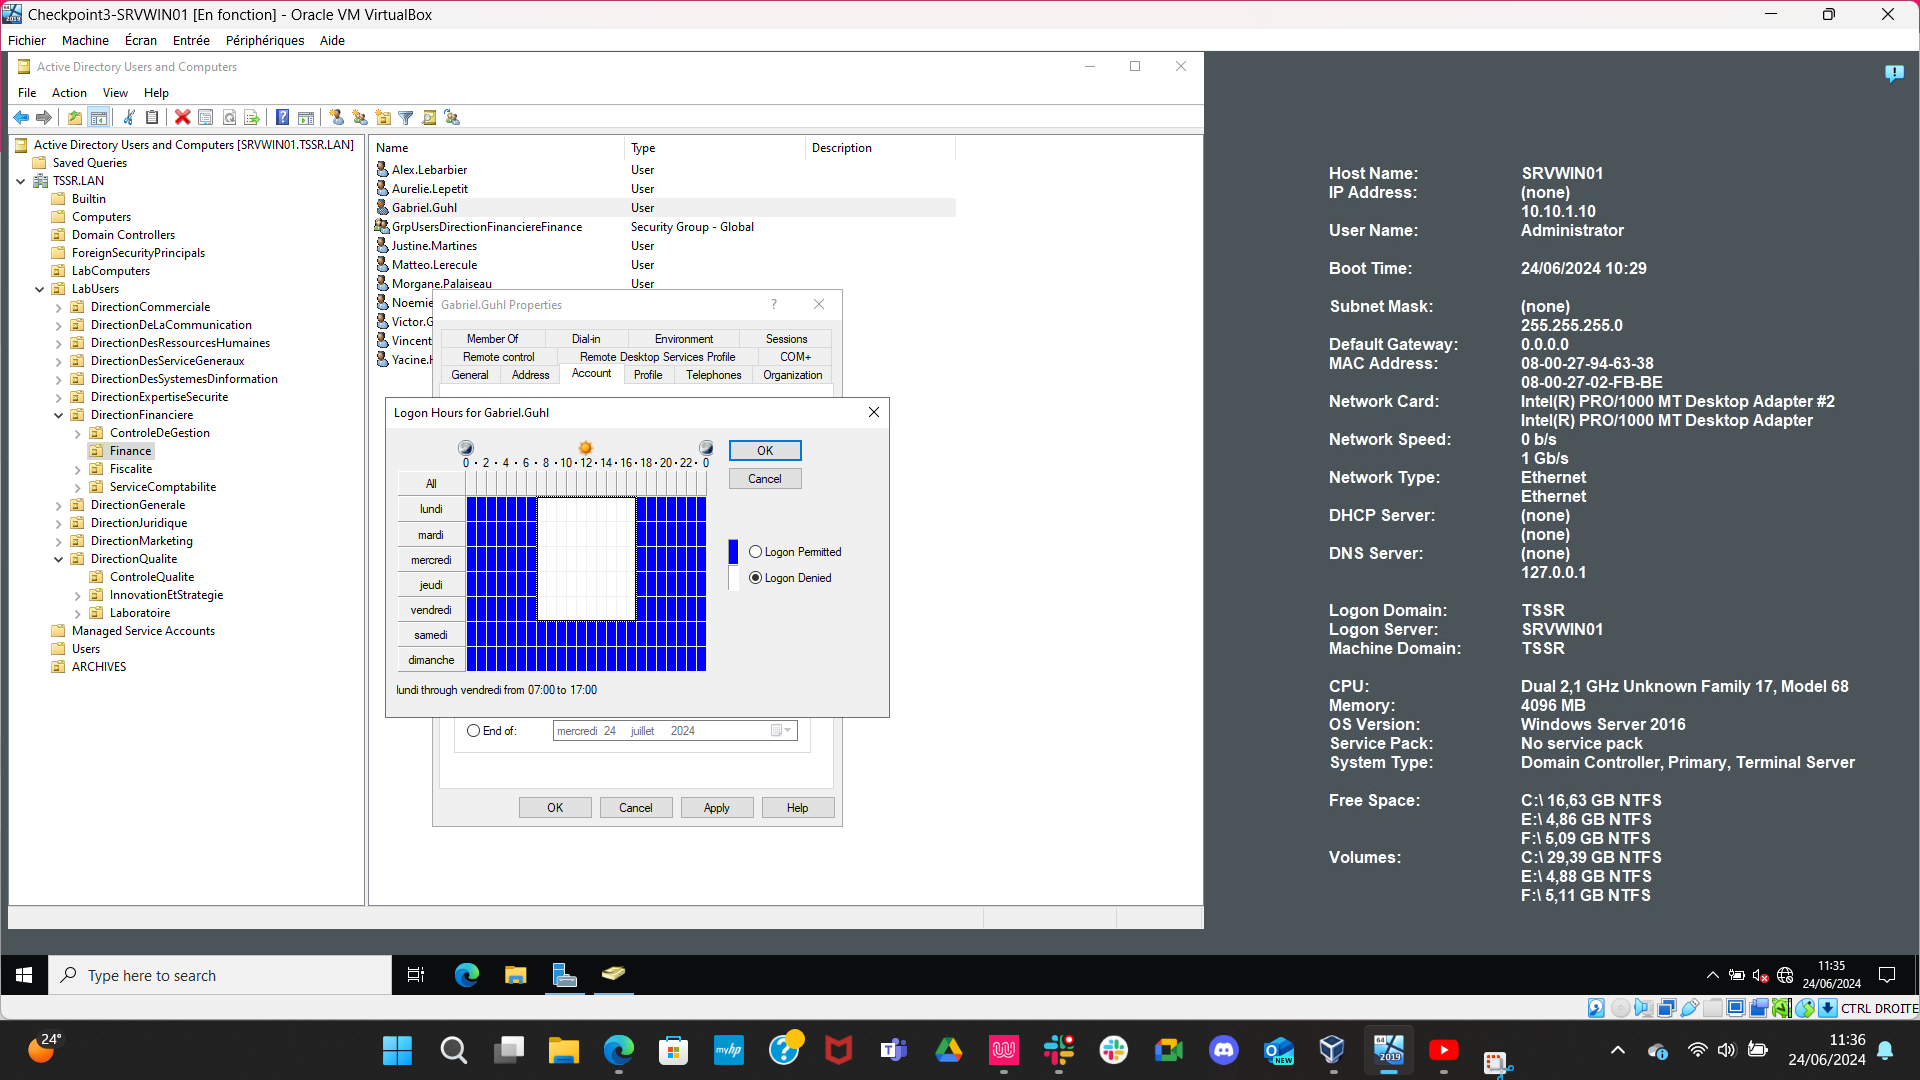 Checkpoint3-SRVWIN01 [En fonction] - Oracle VM VirtualBox
Fichier Machine Écran Entrée Périphériques Aide
Active Directory Users and Computers
File Action View Help
Active Directory Users and Computers [SRVWIN01.TSSR.LAN]
Saved Queries
TSSR.LAN
Builtin
Computers
Domain Controllers
ForeignSecurityPrincipals
LabComputers
LabUsers
DirectionCommerciale
DirectionDeLaCommunication
DirectionDesRessourcesHumaines
DirectionDesServiceGeneraux
DirectionDesSystemesDinformation
DirectionExpertiseSecurite
DirectionFinanciere
ControleDeGestion
Finance
Fiscalite
ServiceComptabilite
DirectionGenerale
DirectionJuridique
DirectionMarketing
DirectionQualite
ControleQualite
InnovationEtStrategie
Laboratoire
Managed Service Accounts
Users
ARCHIVES
Name Type Description
Alex.Lebarbier User
Aurelie.Lepetit User
Gabriel.Guhl User
GrpUsersDirectionFinanciereFinance Security Group - Global
Justine.Martines User
Matteo.Lerecule User
Morgane.Palaiseau User
Noemie
Victor.G
Vincent
Yacine.H
Gabriel.Guhl Properties ?
Member Of Dial-in Environment Sessions
Remote control Remote Desktop Services Profile COM+
General Address Account Profile Telephones Organization
Logon Hours for Gabriel.Guhl
0 · 2 · 4 · 6 · 8 · 10 · 12 · 14 · 16 · 18 · 20 · 22 · 0
OK
Cancel
All
lundi
mardi
mercredi
jeudi
vendredi
samedi
dimanche
Logon Permitted
Logon Denied
lundi through vendredi from 07:00 to 17:00
End of: mercredi 24 juillet 2024
OK Cancel Apply Help
Host Name: SRVWIN01
IP Address: (none)
10.10.1.10
User Name: Administrator
Boot Time: 24/06/2024 10:29
Subnet Mask: (none)
255.255.255.0
Default Gateway: 0.0.0.0
MAC Address: 08-00-27-94-63-38
08-00-27-02-FB-BE
Network Card: Intel(R) PRO/1000 MT Desktop Adapter #2
Intel(R) PRO/1000 MT Desktop Adapter
Network Speed: 0 b/s
1 Gb/s
Network Type: Ethernet
Ethernet
DHCP Server: (none)
(none)
DNS Server: (none)
127.0.0.1
Logon Domain: TSSR
Logon Server: SRVWIN01
Machine Domain: TSSR
CPU: Dual 2,1 GHz Unknown Family 17, Model 68
Memory: 4096 MB
OS Version: Windows Server 2016
Service Pack: No service pack
System Type: Domain Controller, Primary, Terminal Server
Free Space: C:\ 16,63 GB NTFS
E:\ 4,86 GB NTFS
F:\ 5,09 GB NTFS
Volumes: C:\ 29,39 GB NTFS
E:\ 4,88 GB NTFS
F:\ 5,11 GB NTFS
Type here to search
11:35
24/06/2024
CTRL DROITE
24°
myhp
NEW
64
2019
11:36
24/06/2024